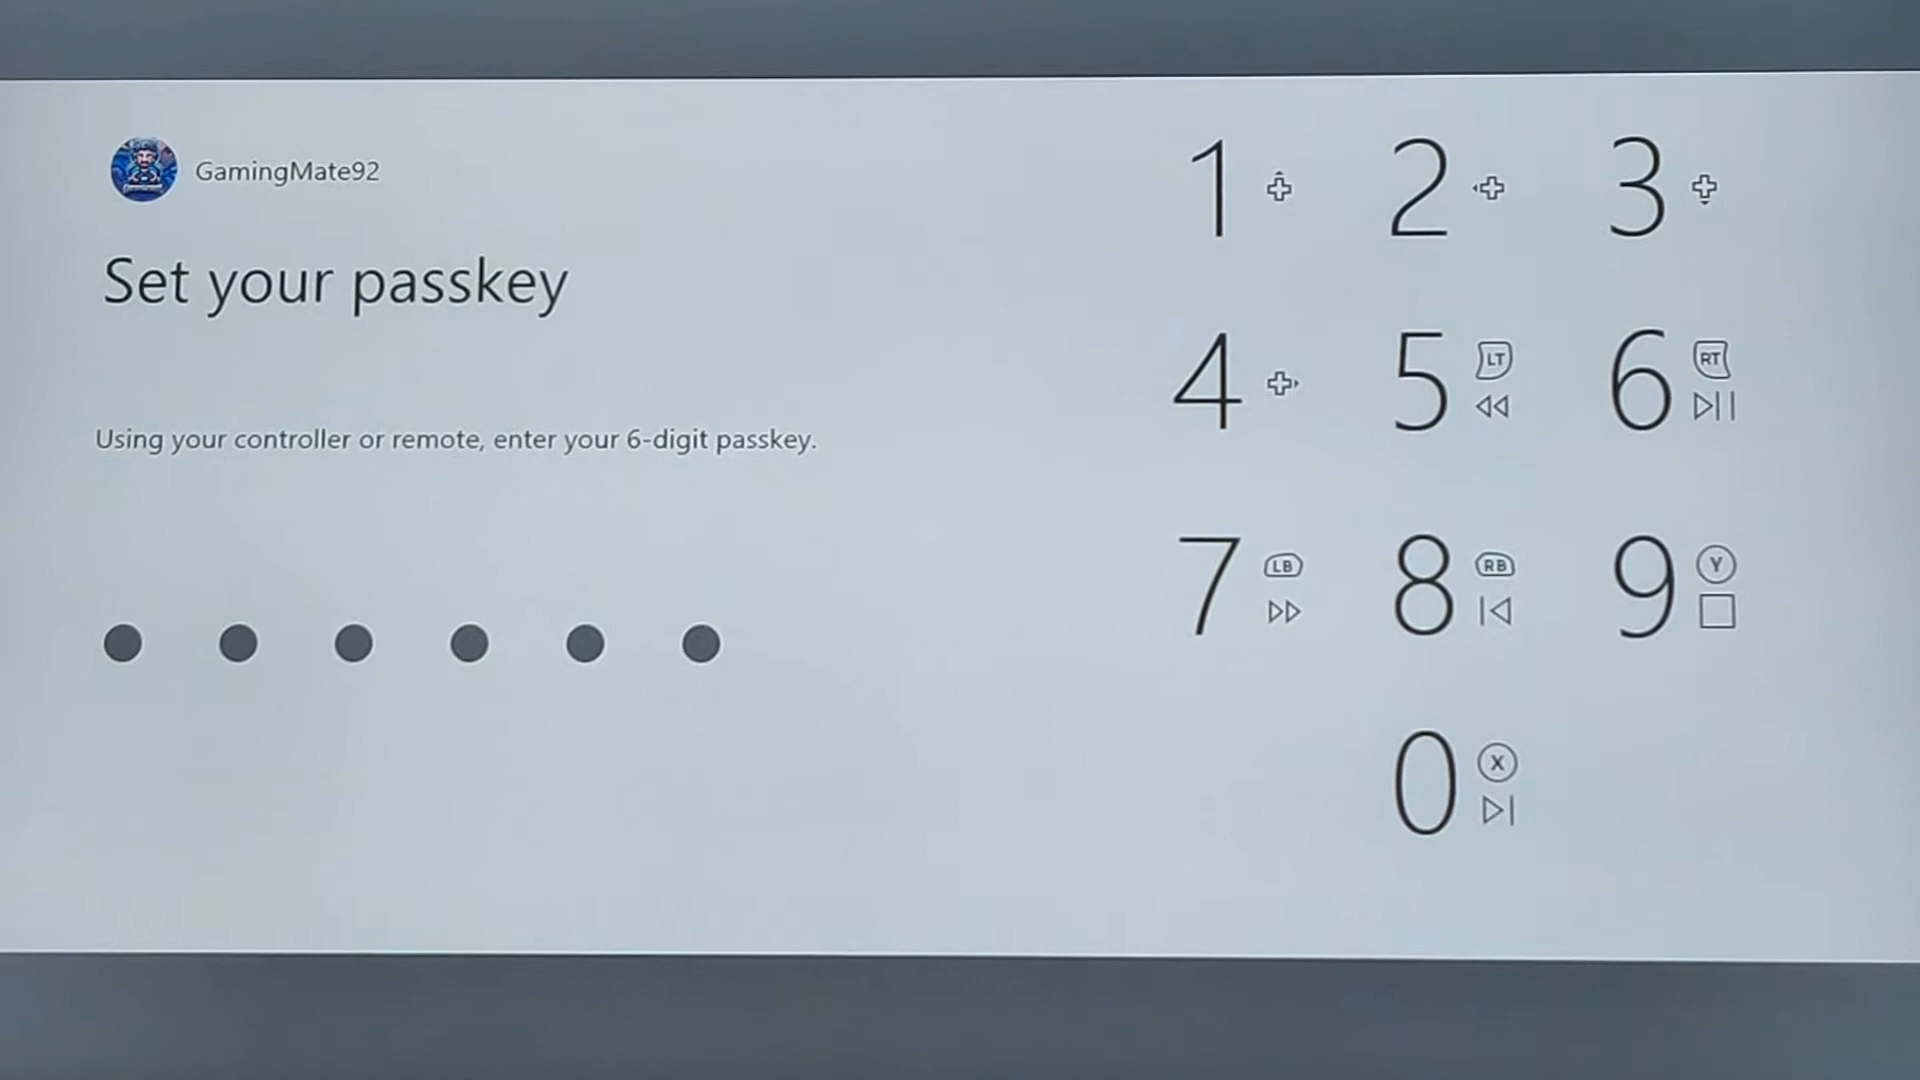 GamingMate92
Set your passkey
Using your controller or remote, enter your 6-digit passkey.
1 2 3
4 5 LT 6 RT
7 LB 8 RB 9 Y
0 X